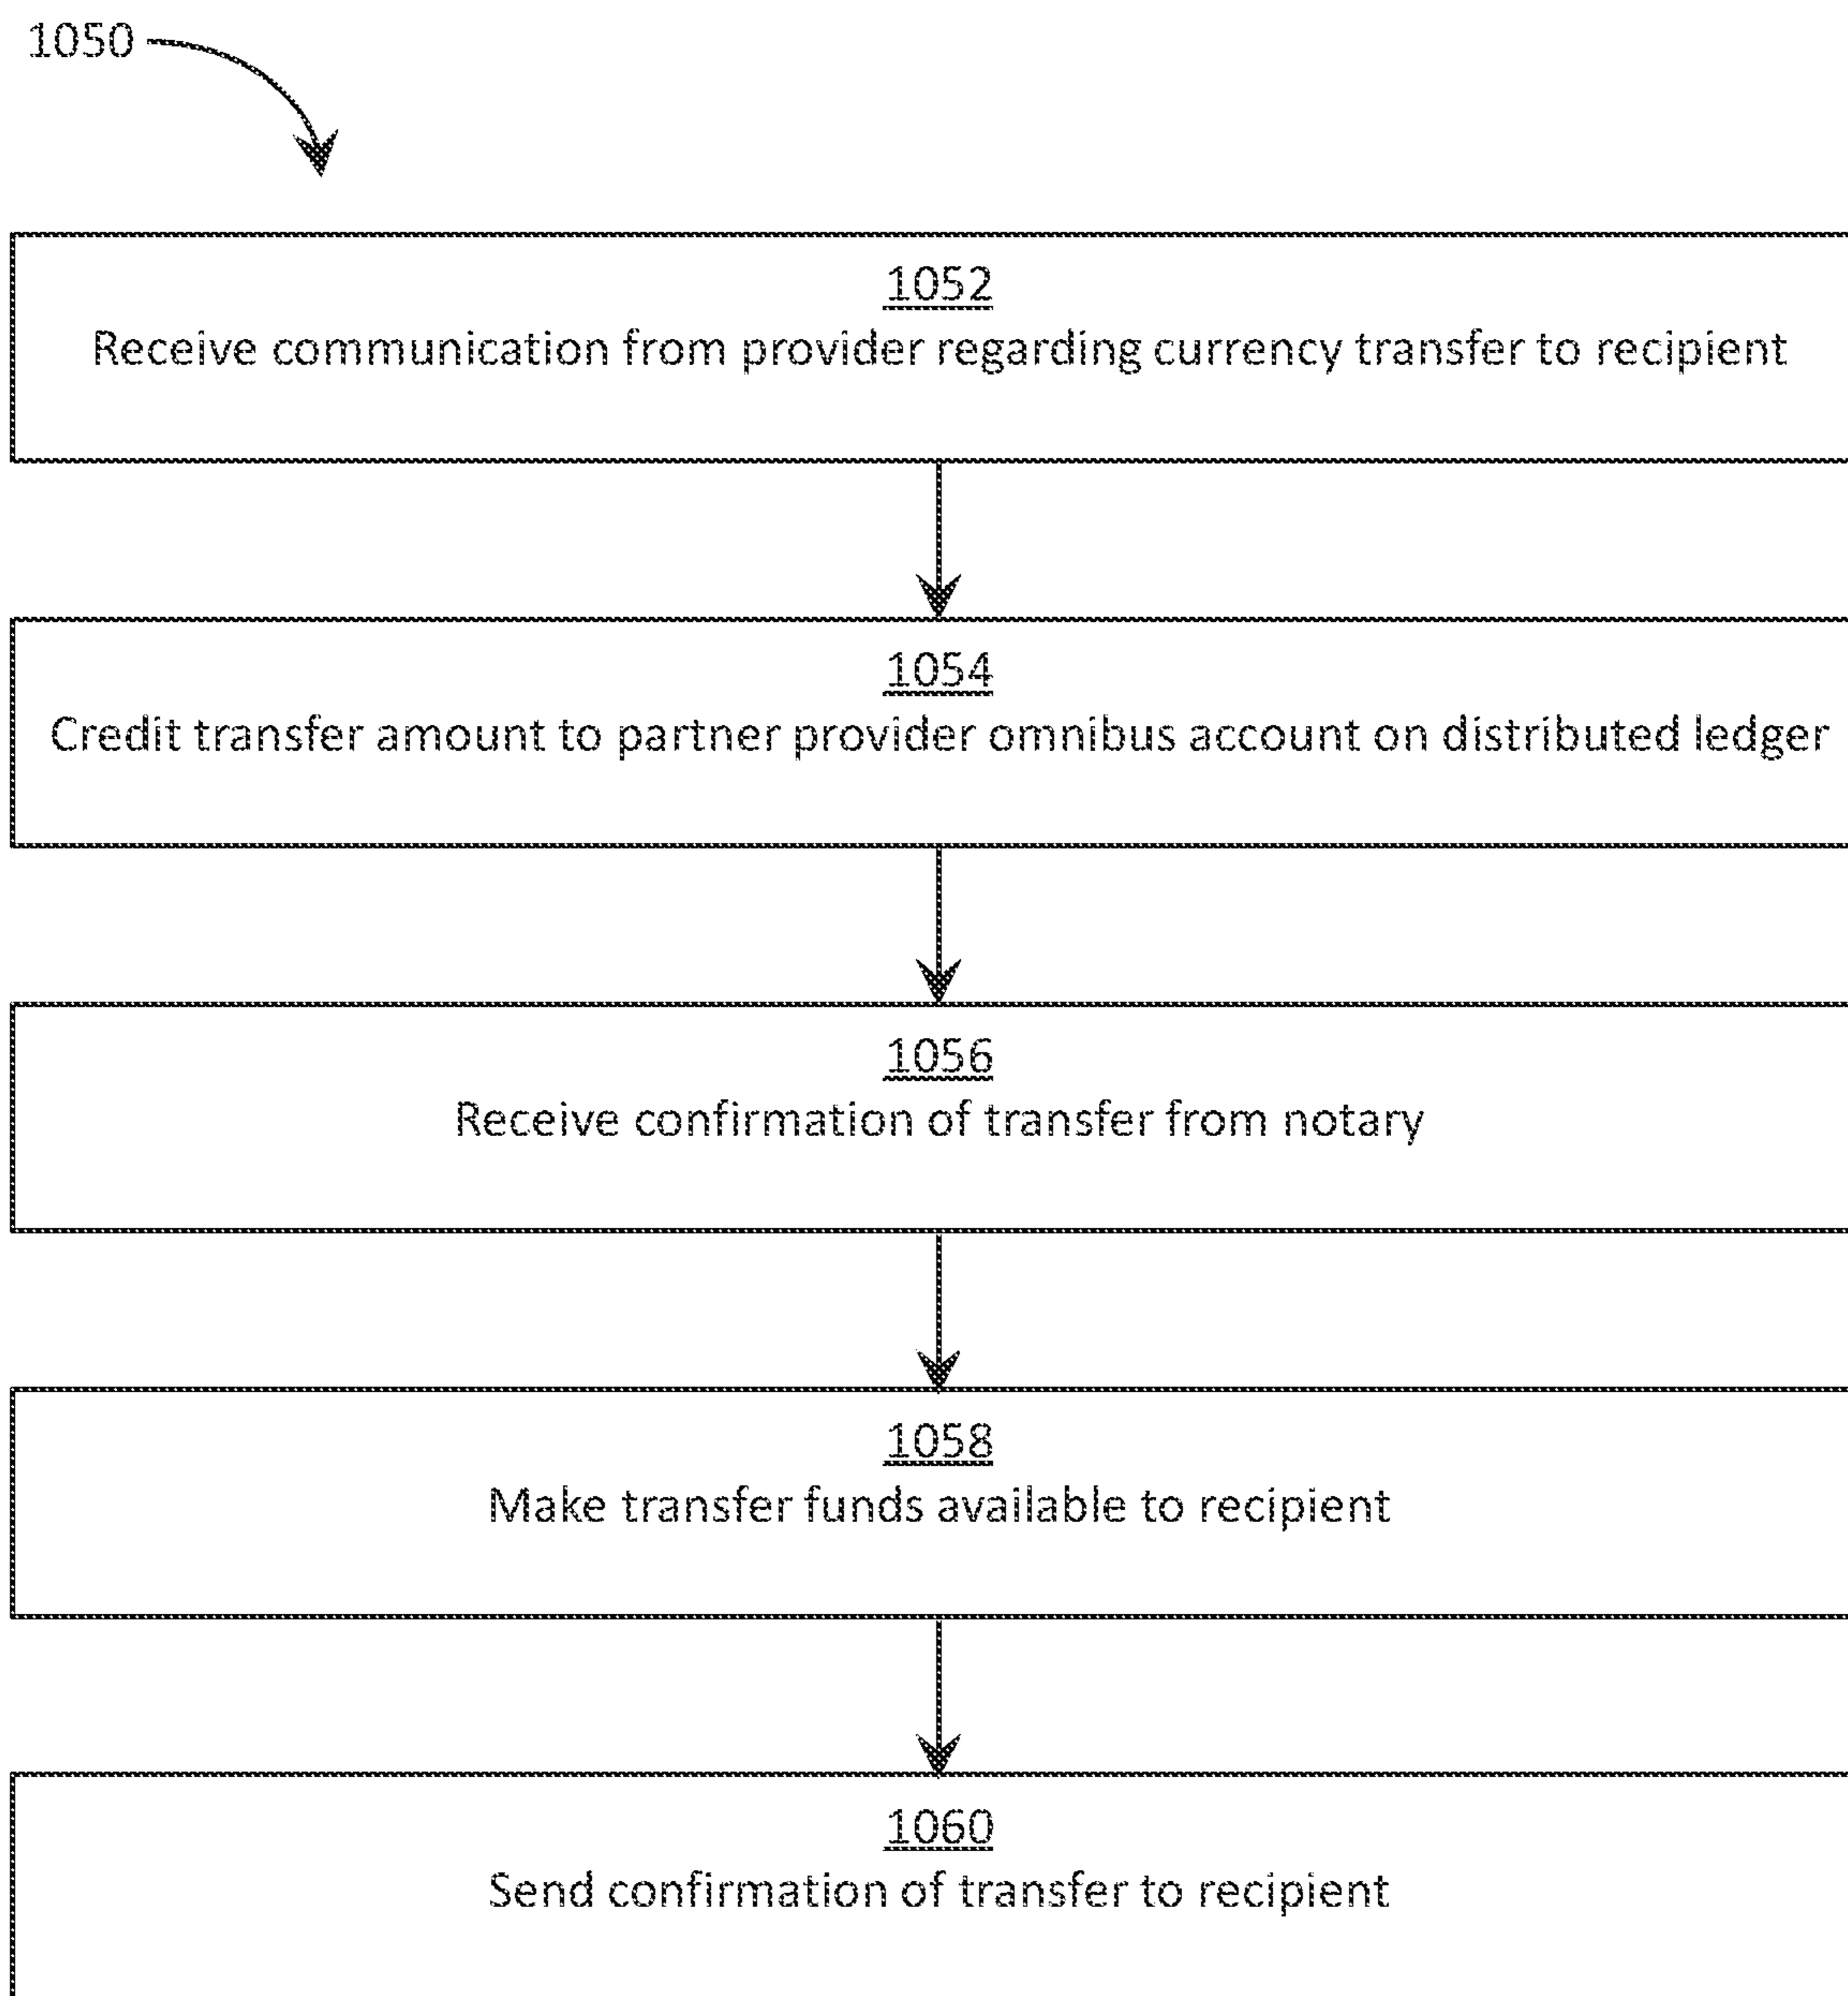 1050
1052
Receive communication from provider regarding currency transfer to recipient
1054
Credit transfer amount to partner provider omnibus account on distributed ledger
1056
Receive confirmation of transfer from notary
1058
Make transfer funds available to recipient
1060
Send confirmation of transfer to recipient